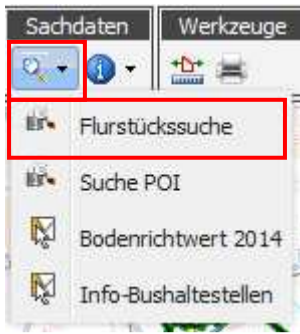 Sachdaten Werkzeuge
Flurstückssuche
Suche POI
Bodenrichtwert 2014
Info-Bushaltestellen